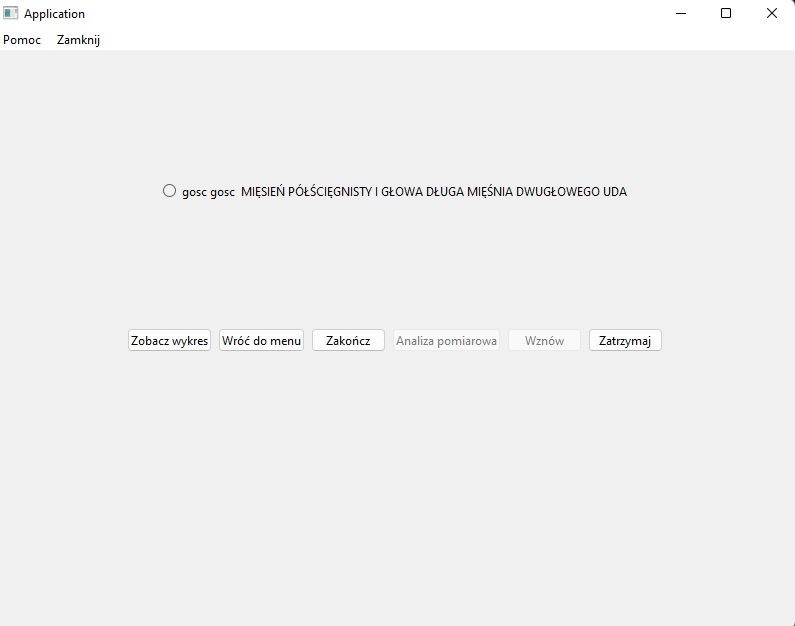 Application
Pomoc Zamknij
gosc gosc MIĘSIEŃ PÓŁŚCIĘGNISTY I GŁOWA DŁUGA MIĘŚNIA DWUGŁOWEGO UDA
Zobacz wykres Wróć do menu Zakończ Analiza pomiarowa Wznów Zatrzymaj